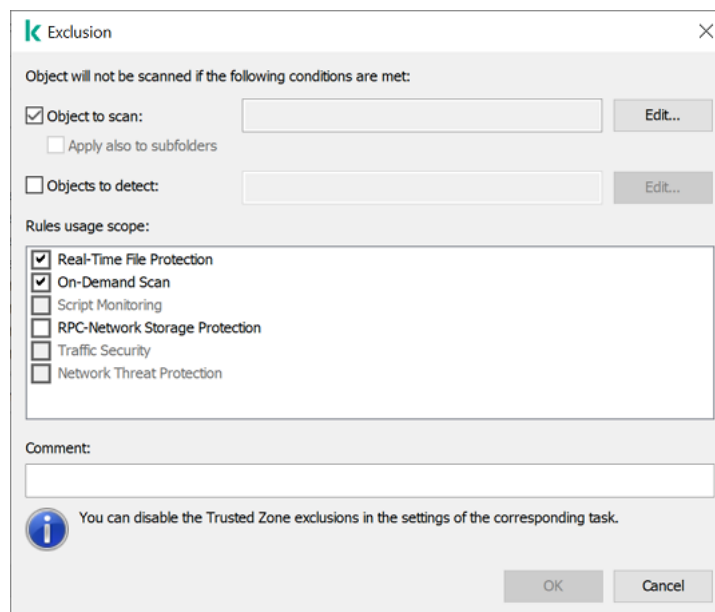 Exclusion
Object will not be scanned if the following conditions are met:
Object to scan:
Edit...
Apply also to subfolders
Objects to detect:
Edit...
Rules usage scope:
Real-Time File Protection
On-Demand Scan
Script Monitoring
RPC-Network Storage Protection
Traffic Security
Network Threat Protection
Comment:
You can disable the Trusted Zone exclusions in the settings of the corresponding task.
OK
Cancel